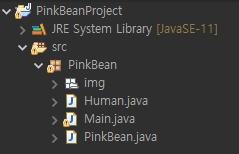 PinkBeanProject
JRE System Library [JavaSE-11]
src
PinkBean
img
Human.java
Main.java
PinkBean.java